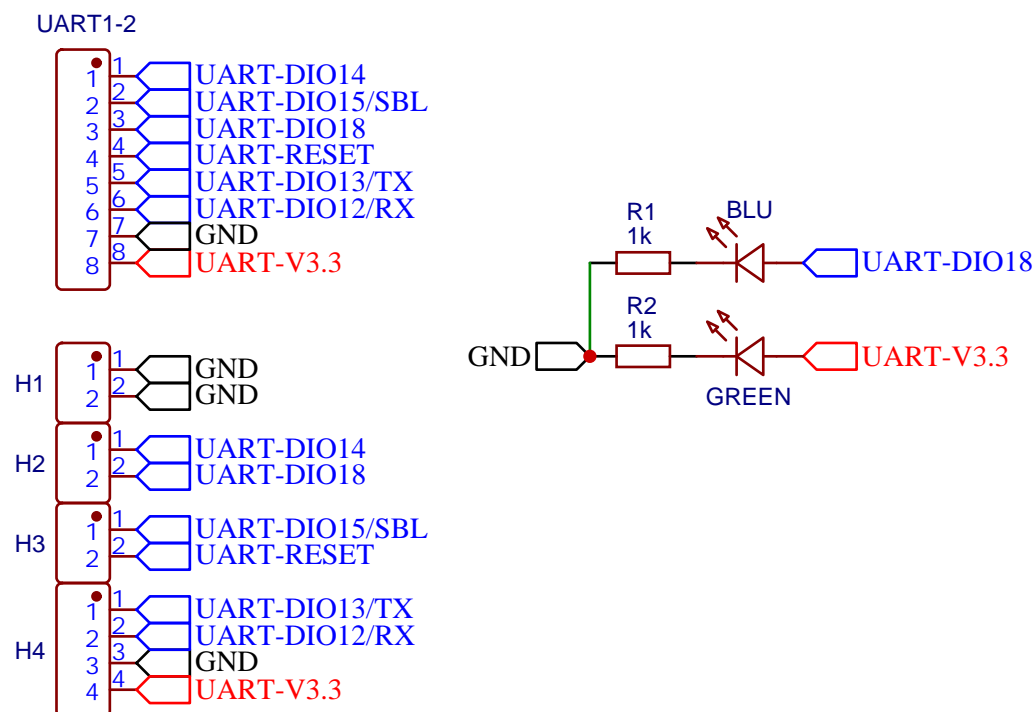 UART1-2
1 1 UART-DIO14
2 2 UART-DIO15/SBL
3 3 UART-DIO18
4 4 UART-RESET
5 5 UART-DIO13/TX
6 6 UART-DIO12/RX
7 7 GND
8 8 UART-V3.3
H1
1 1 GND
2 2 GND
H2
1 1 UART-DIO14
2 2 UART-DIO18
H3
1 1 UART-DIO15/SBL
2 2 UART-RESET
H4
1 1 UART-DIO13/TX
2 2 UART-DIO12/RX
3 3 GND
4 4 UART-V3.3
R1
1k
BLU
UART-DIO18
R2
1k
GND
UART-V3.3
GREEN